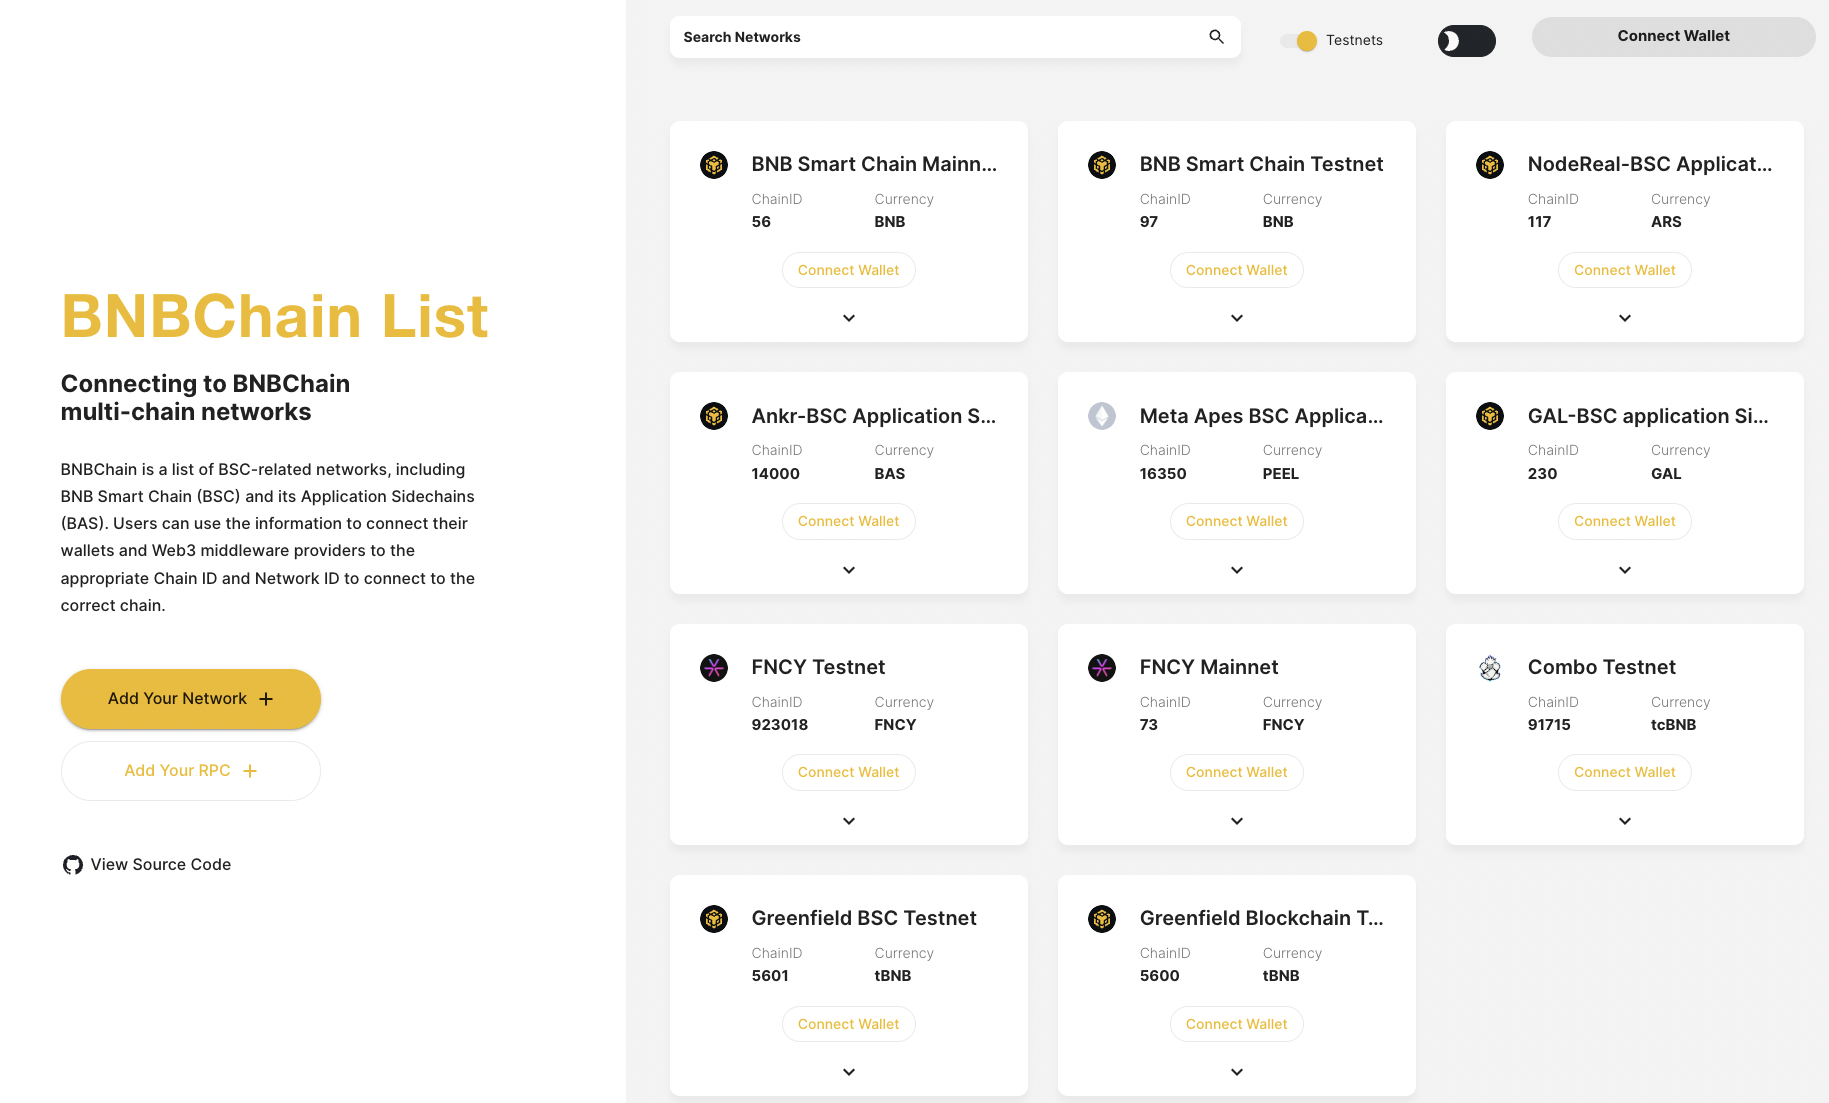 BNBChain List
Connecting to BNBChain
multi-chain networks
BNBChain is a list of BSC-related networks, including
BNB Smart Chain (BSC) and its Application Sidechains
(BAS). Users can use the information to connect their
wallets and Web3 middleware providers to the
appropriate Chain ID and Network ID to connect to the
correct chain.
Add Your Network
Add Your RPC
View Source Code
Search Networks
Testnets
Connect Wallet
BNB Smart Chain Mainn...
ChainID Currency
56 BNB
Connect Wallet
BNB Smart Chain Testnet
ChainID Currency
97 BNB
Connect Wallet
NodeReal-BSC Applicat...
ChainID Currency
117 ARS
Connect Wallet
Ankr-BSC Application S...
ChainID Currency
14000 BAS
Connect Wallet
Meta Apes BSC Applica...
ChainID Currency
16350 PEEL
Connect Wallet
GAL-BSC application Si...
ChainID Currency
230 GAL
Connect Wallet
FNCY Testnet
ChainID Currency
923018 FNCY
Connect Wallet
FNCY Mainnet
ChainID Currency
73 FNCY
Connect Wallet
Combo Testnet
ChainID Currency
91715 tcBNB
Connect Wallet
Greenfield BSC Testnet
ChainID Currency
5601 tBNB
Connect Wallet
Greenfield Blockchain T...
ChainID Currency
5600 tBNB
Connect Wallet